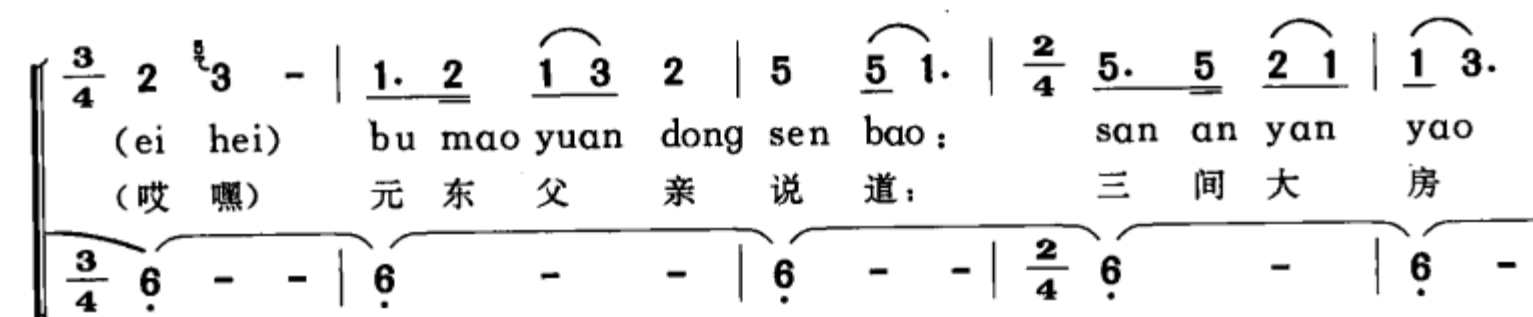 3/4 2 3 - | 1. 2 1 3 2 | 5 5 1. | 2/4 5. 5 2 1 | 1 3.
(ei hei) bu mao yuan dong sen bao: san an yan yao
(哎 嘿) 元 东 父 亲 说 道: 三 间 大 房
3/4 6 - - | 6 - - | 6 - - | 2/4 6 - | 6 -